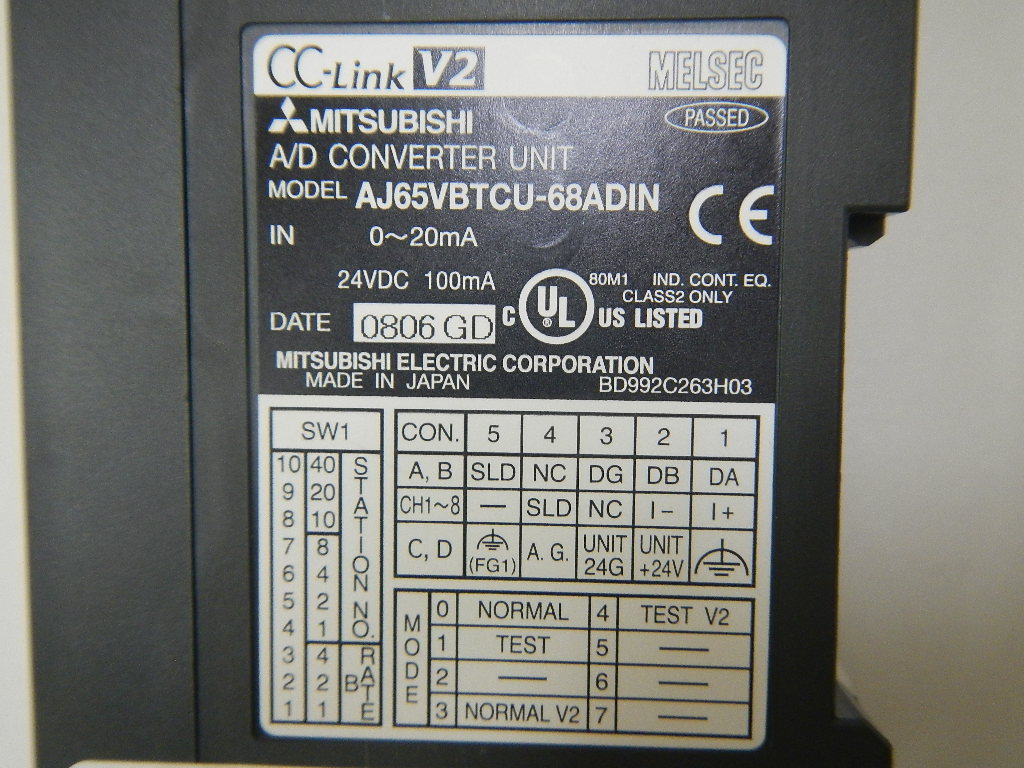 CC-Link V2 MELSEC
MITSUBISHI PASSED
A/D CONVERTER UNIT
MODEL AJ65VBTCU-68ADIN CE
IN 0~20mA
24VDC 100mA
80M1 IND. CONT. EQ.
CLASS2 ONLY
C UL ® US LISTED
DATE 0806 GD
MITSUBISHI ELECTRIC CORPORATION
MADE IN JAPAN BD992C263H03
SW1
10 40
9 20
8 10
7 8
6 4
5 2
4 1
STATION NO.
3 4
2 2
1 1
B RATE
CON. 5 4 3 2 1
A, B SLD NC DG DB DA
CH1~8 — SLD NC I− I+
C, D (FG1) A. G. UNIT 24G UNIT +24V
MODE
0 NORMAL 4 TEST V2
1 TEST 5 —
2 — 6 —
3 NORMAL V2 7 —